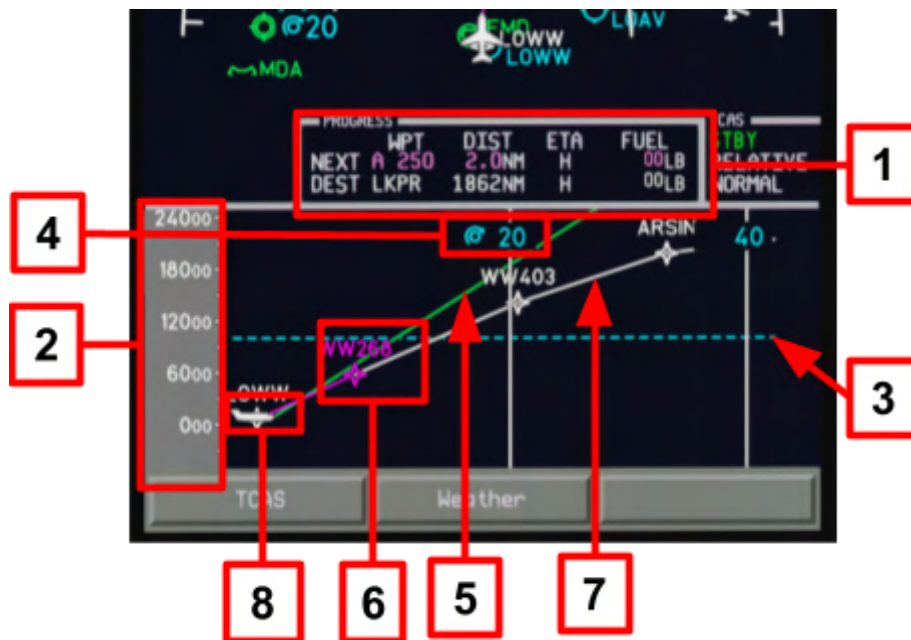 20
EMD
LOWW
LOAV
LOWW
MDA
PROGRESS
WPT DIST ETA FUEL
NEXT A 250 2.0NM H 00LB
DEST LKPR 1862NM H 00LB
TCAS
STBY
RELATIVE
NORMAL
1
4
24000
20
ARSIN
40
18000
WW403
12000
2
WW268
6000
3
LOWW
000
TCAS Weather
8
6
5
7